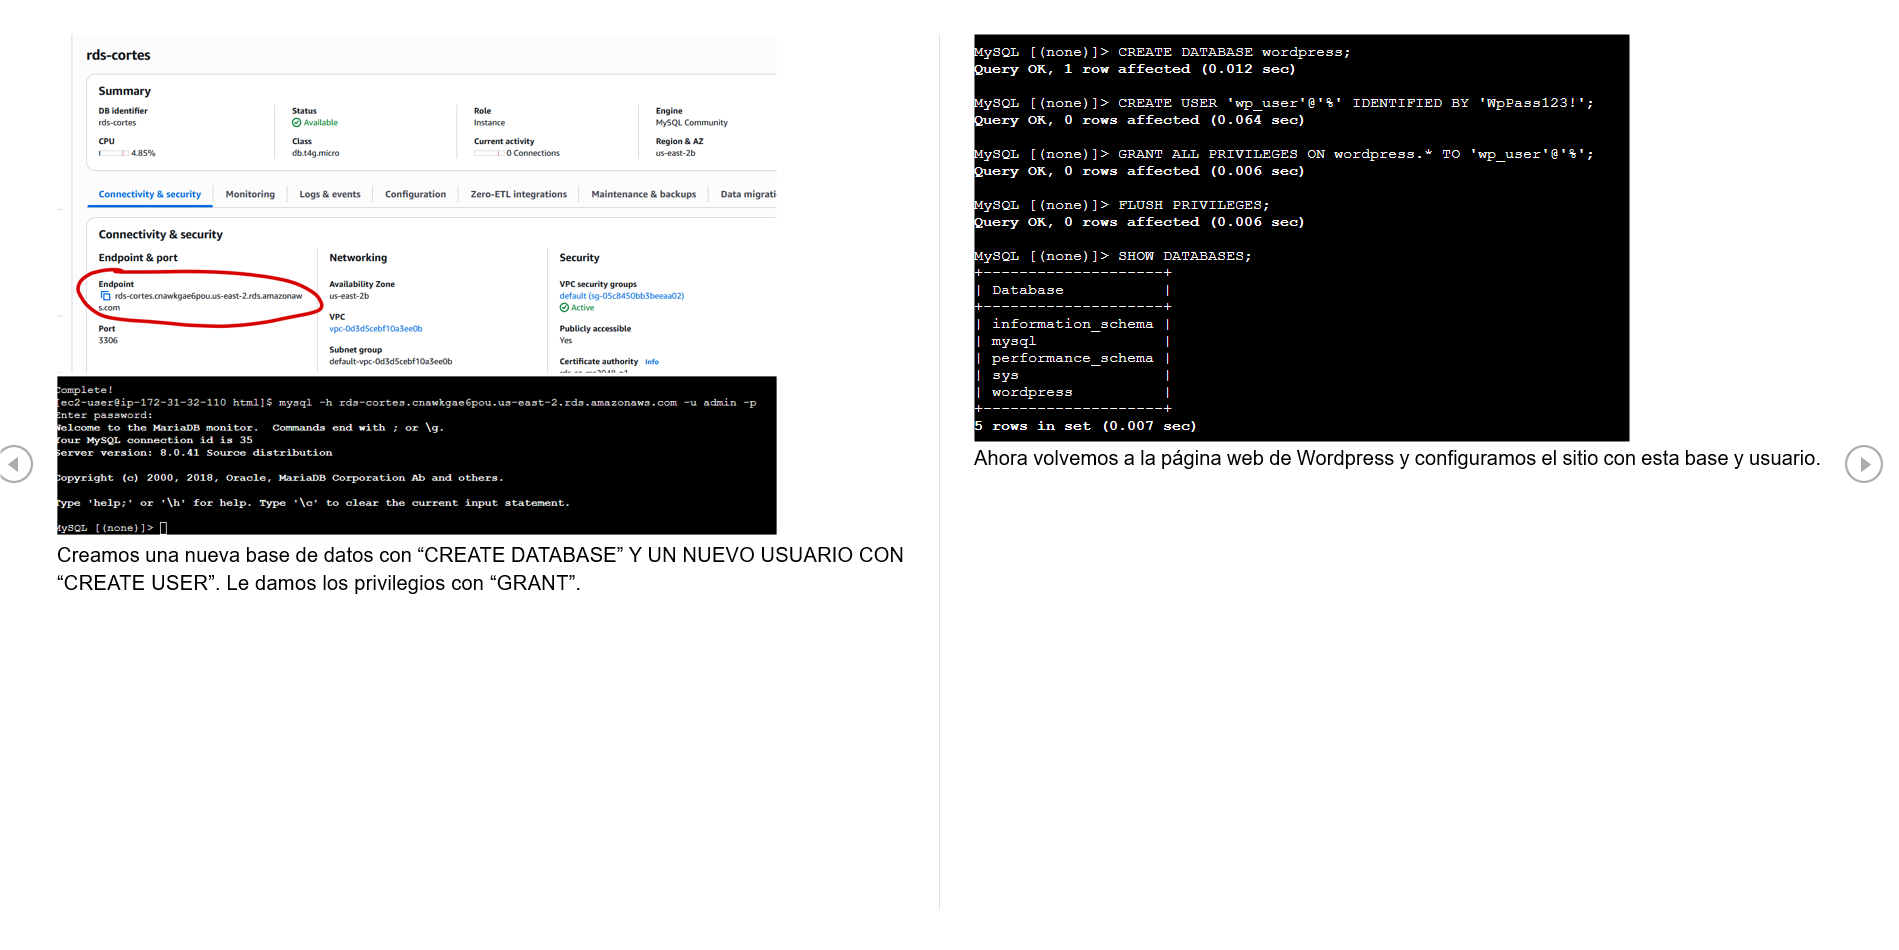 rds-cortes
Summary
DB identifier
rds-cortes
Status
Available
Role
Instance
Engine
MySQL Community
CPU
4.85%
Class
db.t4g.micro
Current activity
0 Connections
Region & AZ
us-east-2b
Connectivity & security Monitoring Logs & events Configuration Zero-ETL integrations Maintenance & backups Data migrati
Connectivity & security
Endpoint & port
Endpoint
rds-cortes.cnawkgae6pou.us-east-2.rds.amazonaw
s.com
Port
3306
Networking
Availability Zone
us-east-2b
VPC
vpc-0d3d5cebf10a3ee0b
Subnet group
default-vpc-0d3d5cebf10a3ee0b
Security
VPC security groups
default (sg-05c8450bb3beeaa02)
Active
Publicly accessible
Yes
Certificate authority Info
Complete!
[ec2-user@ip-172-31-32-110 html]$ mysql -h rds-cortes.cnawkgae6pou.us-east-2.rds.amazonaws.com -u admin -p
Enter password:
Welcome to the MariaDB monitor.  Commands end with ; or \g.
Your MySQL connection id is 35
Server version: 8.0.41 Source distribution
Copyright (c) 2000, 2018, Oracle, MariaDB Corporation Ab and others.
Type 'help;' or '\h' for help. Type '\c' to clear the current input statement.
MySQL [(none)]>
Creamos una nueva base de datos con “CREATE DATABASE” Y UN NUEVO USUARIO CON
“CREATE USER”. Le damos los privilegios con “GRANT”.
MySQL [(none)]> CREATE DATABASE wordpress;
Query OK, 1 row affected (0.012 sec)
MySQL [(none)]> CREATE USER 'wp_user'@'%' IDENTIFIED BY 'WpPass123!';
Query OK, 0 rows affected (0.064 sec)
MySQL [(none)]> GRANT ALL PRIVILEGES ON wordpress.* TO 'wp_user'@'%';
Query OK, 0 rows affected (0.006 sec)
MySQL [(none)]> FLUSH PRIVILEGES;
Query OK, 0 rows affected (0.006 sec)
MySQL [(none)]> SHOW DATABASES;
+--------------------+
| Database           |
+--------------------+
| information_schema |
| mysql              |
| performance_schema |
| sys                |
| wordpress          |
+--------------------+
5 rows in set (0.007 sec)
Ahora volvemos a la página web de Wordpress y configuramos el sitio con esta base y usuario.